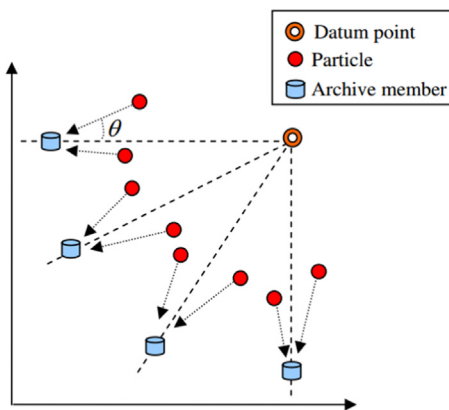 Datum point
Particle
Archive member
θ